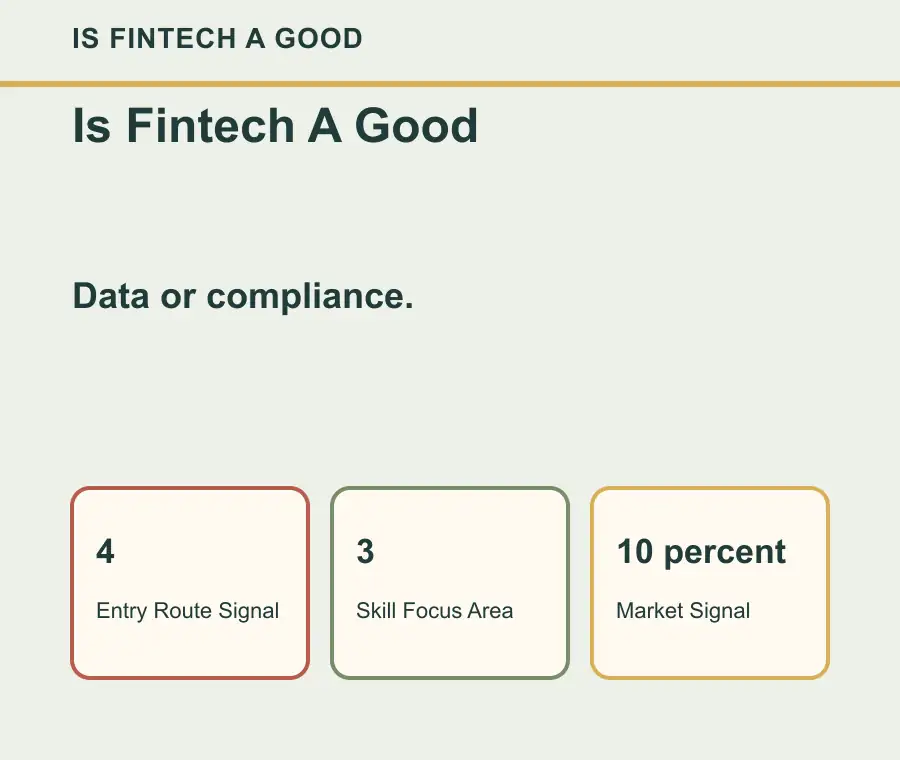 IS FINTECH A GOOD
Is Fintech A Good
Data or compliance.
4
Entry Route Signal
3
Skill Focus Area
10 percent
Market Signal